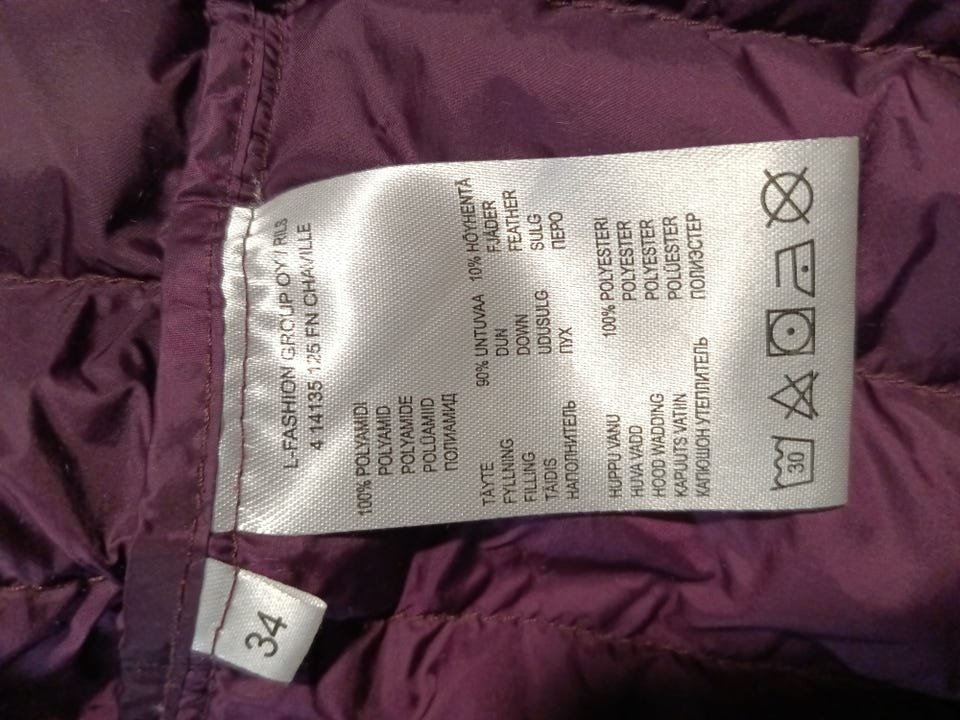 L-FASHION GROUP OY / RILS
4 14135 125 FN CHAVILLE
100% POLYAMIDI
POLYAMID
POLYAMIDE
POLÜAMIID
ПОЛИАМИД
TÄYTE 90% UNTUVAA 10% HÖYHENTÄ
FYLLNING DUN FJÄDER
FILLING DOWN FEATHER
TÄIDIS UDUSULG SULG
НАПОЛНИТЕЛЬ ПУХ ПЕРО
HUPPU VANU 100% POLYESTERI
HUVA VADD POLYESTER
HOOD WADDING POLYESTER
KAPUUTS VATIIN POLÜESTER
КАПЮШОН УТЕПЛИТЕЛЬ ПОЛИЭСТЕР
30
34